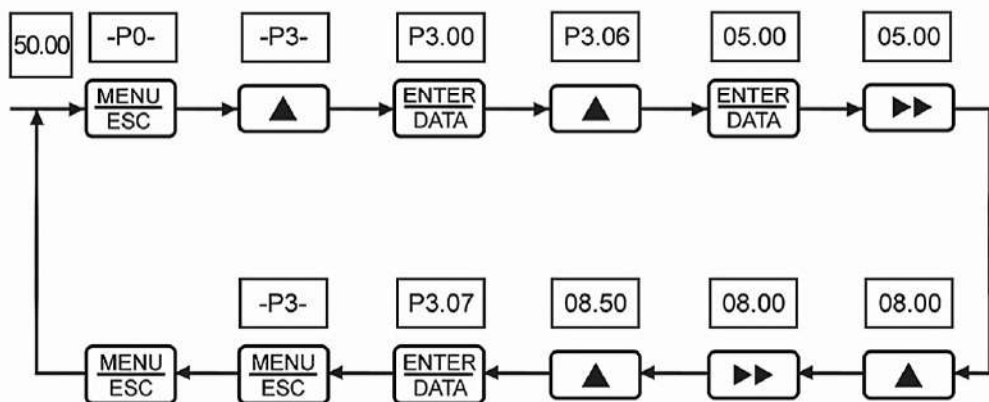 50.00 -P0- -P3- P3.00 P3.06 05.00 05.00
MENU ENTER ENTER
ESC DATA DATA
-P3- P3.07 08.50 08.00 08.00
MENU MENU ENTER
ESC ESC DATA